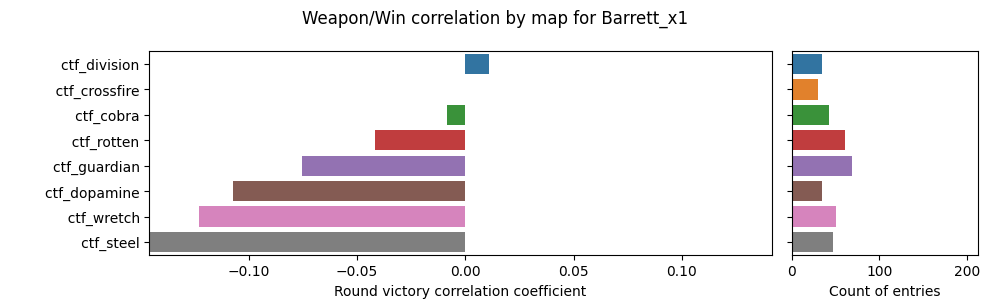 Weapon/Win correlation by map for Barrett_x1
ctf_division
ctf_crossfire
ctf_cobra
ctf_rotten
ctf_guardian
ctf_dopamine
ctf_wretch
ctf_steel
−0.10 −0.05 0.00 0.05 0.10
0 100 200
Round victory correlation coefficient
Count of entries